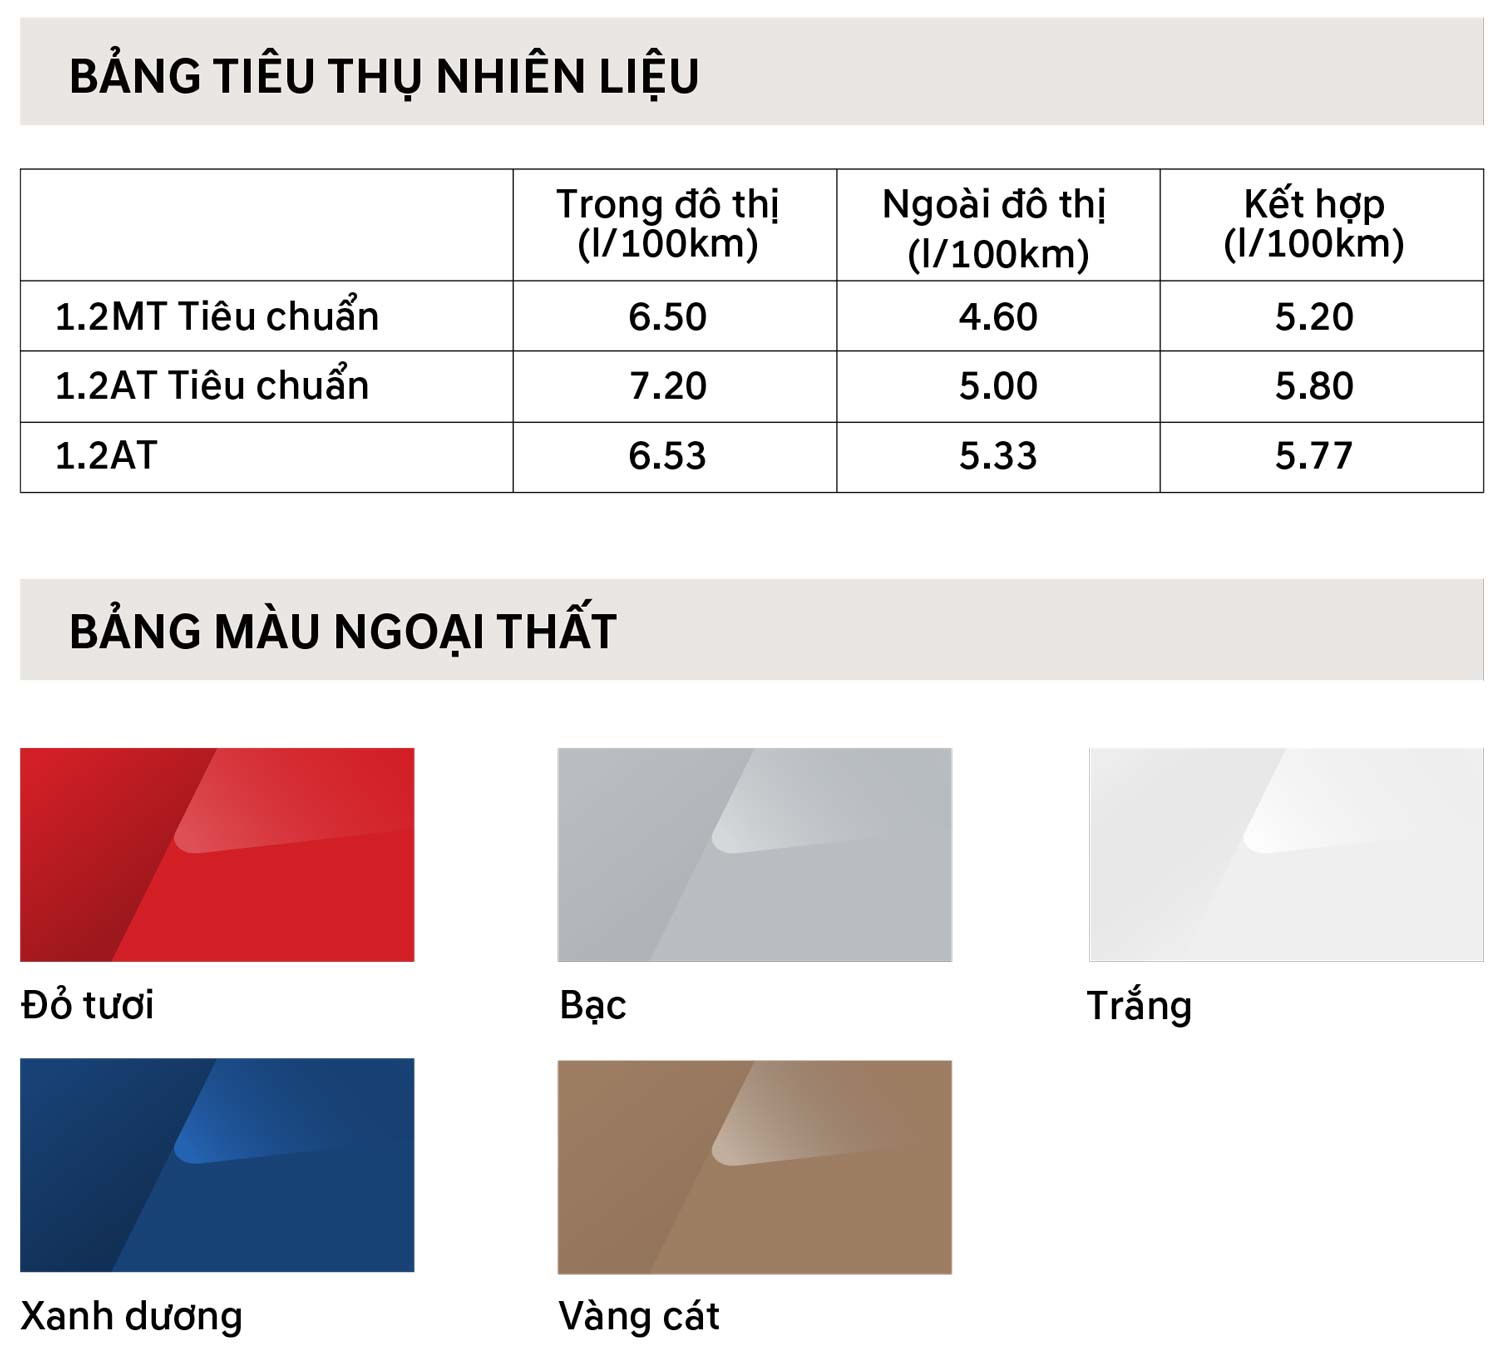 BẢNG TIÊU THỤ NHIÊN LIỆU
Trong đô thị Ngoài đô thị Kết hợp
(l/100km) (l/100km) (l/100km)
1.2MT Tiêu chuẩn 6.50 4.60 5.20
1.2AT Tiêu chuẩn 7.20 5.00 5.80
1.2AT 6.53 5.33 5.77
BẢNG MÀU NGOẠI THẤT
Đỏ tươi Bạc Trắng
Xanh dương Vàng cát